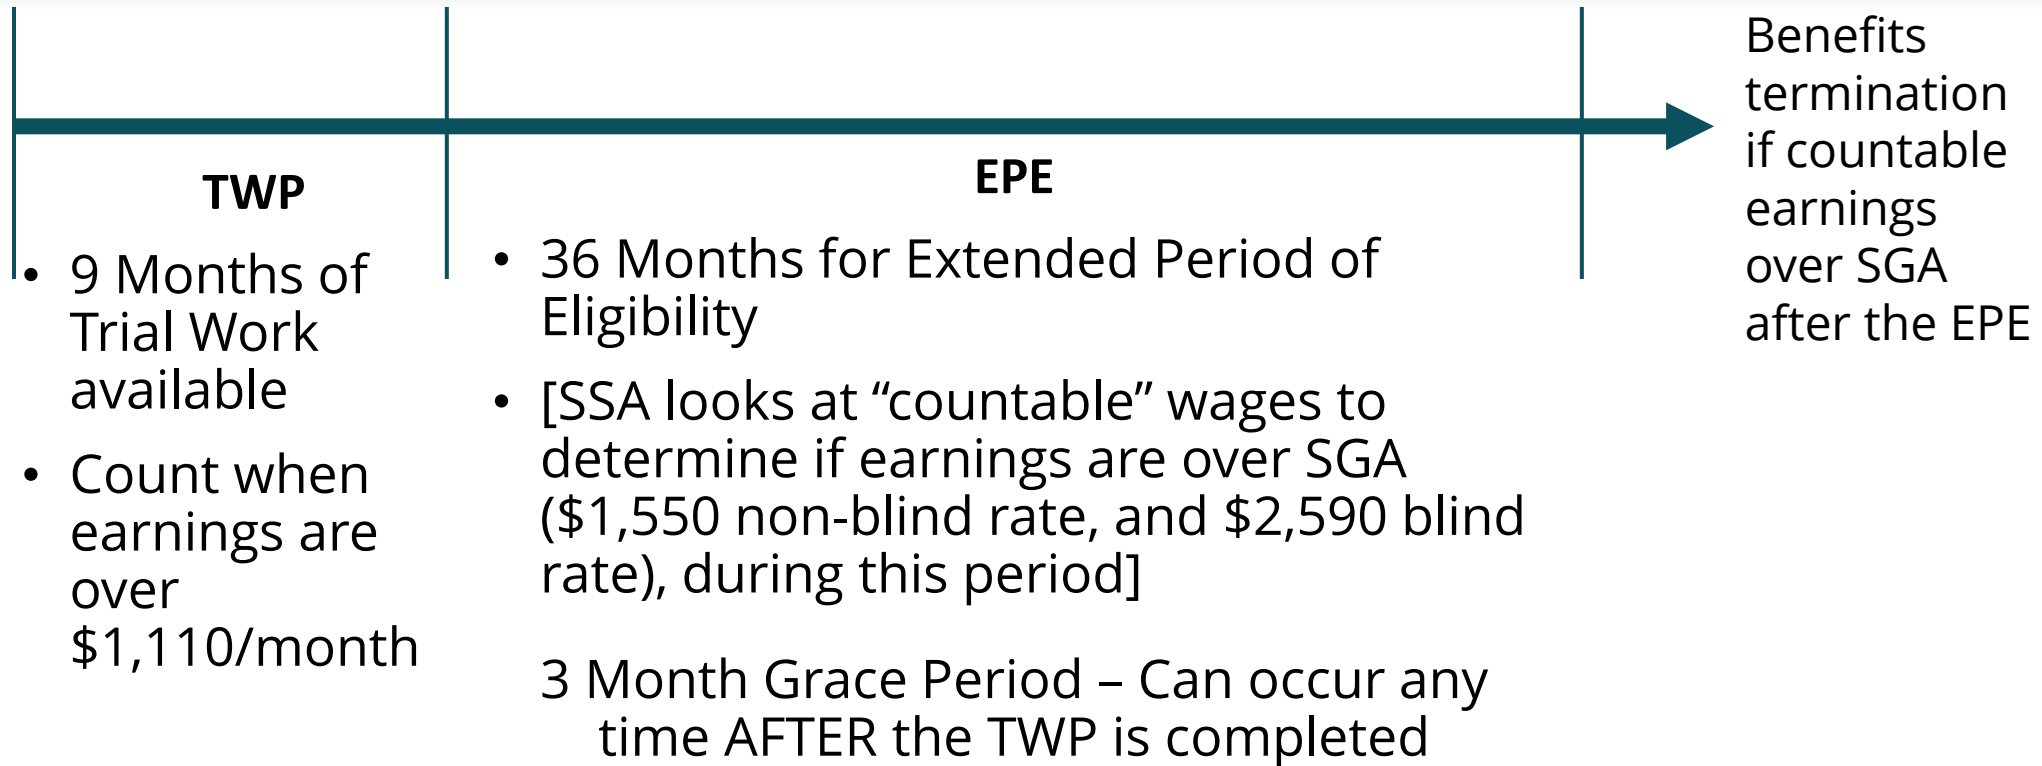 TWP
• 9 Months of
Trial Work
available
• Count when
earnings are
over
$1,110/month
EPE
• 36 Months for Extended Period of
Eligibility
• [SSA looks at “countable” wages to
determine if earnings are over SGA
($1,550 non-blind rate, and $2,590 blind
rate), during this period]
3 Month Grace Period – Can occur any
time AFTER the TWP is completed
Benefits
termination
if countable
earnings
over SGA
after the EPE